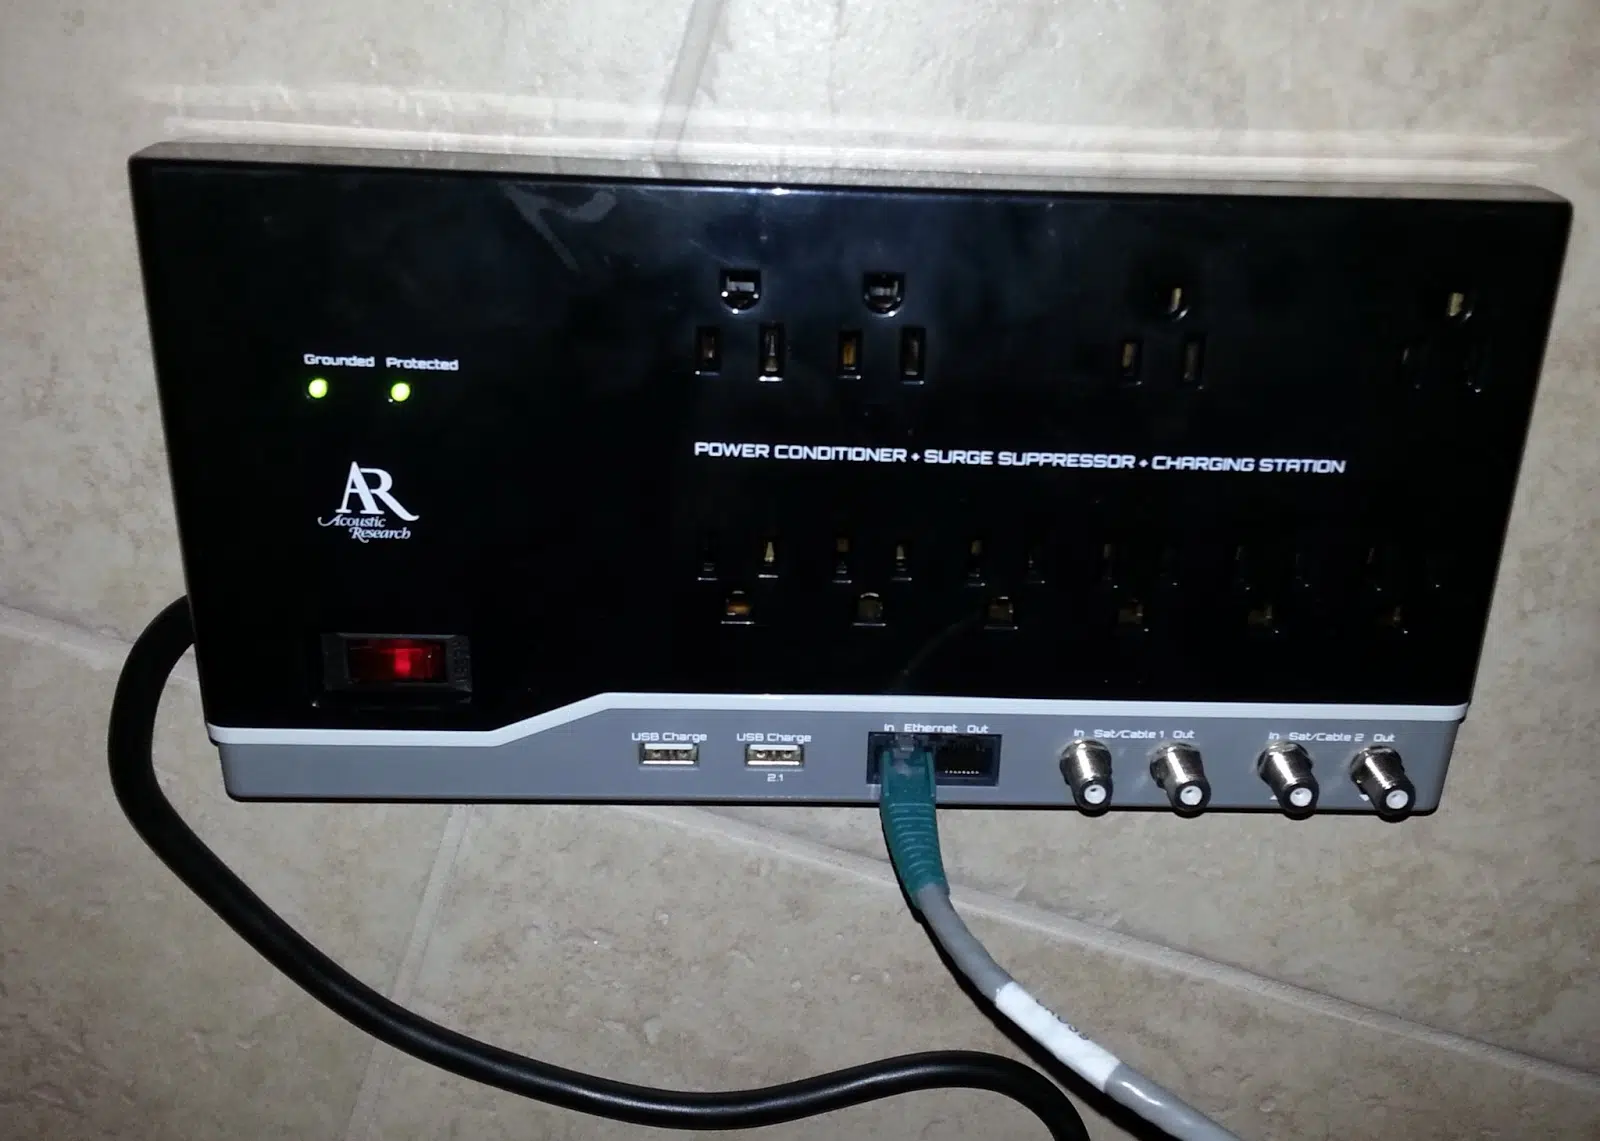 Grounded Protected
POWER CONDITIONER + SURGE SUPPRESSOR + CHARGING STATION
AR
Acoustic
Research
USB Charge
USB Charge
2.1
In Ethernet Out
In Sat/Cable 1 Out
In Sat/Cable 2 Out